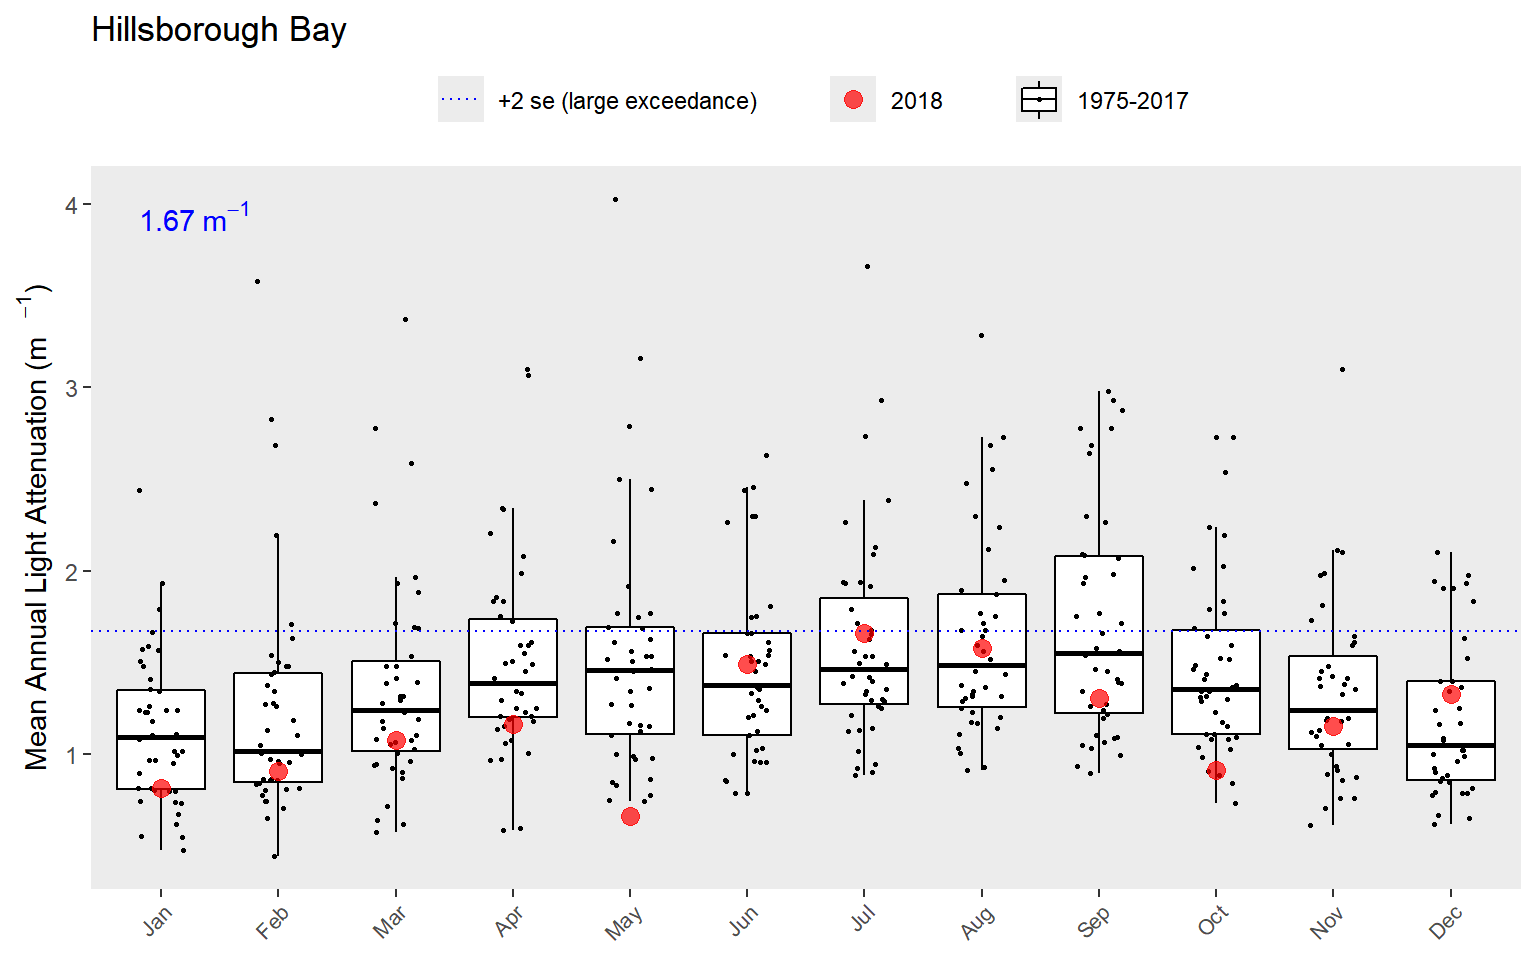 Hillsborough Bay
+2 se (large exceedance) 2018 1975-2017
1.67 m⁻¹
Mean Annual Light Attenuation (m ⁻¹)
4
3
2
1
Jan Feb Mar Apr May Jun Jul Aug Sep Oct Nov Dec